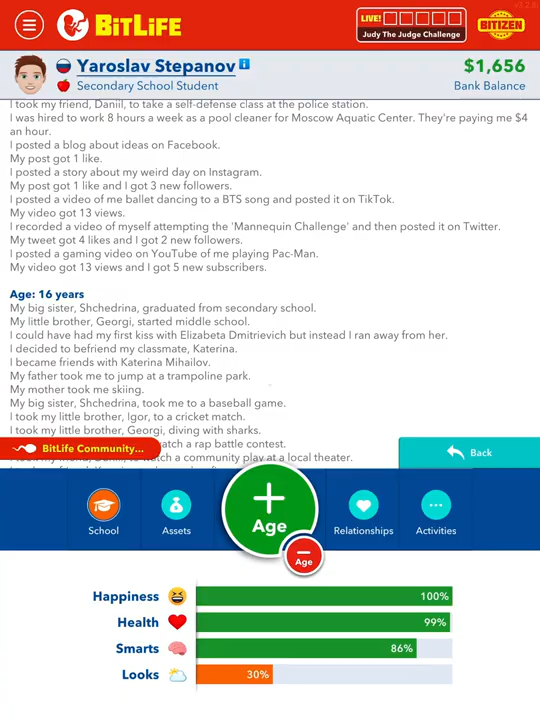 v3.2.8
BITLIFE
LIVE!
Judy The Judge Challenge
BITIZEN
Yaroslav Stepanov i
Secondary School Student
$1,656
Bank Balance
I took my friend, Daniil, to take a self-defense class at the police station.
I was hired to work 8 hours a week as a pool cleaner for Moscow Aquatic Center. They're paying me $4
an hour.
I posted a blog about ideas on Facebook.
My post got 1 like.
I posted a story about my weird day on Instagram.
My post got 1 like and I got 3 new followers.
I posted a video of me ballet dancing to a BTS song and posted it on TikTok.
My video got 13 views.
I recorded a video of myself attempting the 'Mannequin Challenge' and then posted it on Twitter.
My tweet got 4 likes and I got 2 new followers.
I posted a gaming video on YouTube of me playing Pac-Man.
My video got 13 views and I got 5 new subscribers.
Age: 16 years
My big sister, Shchedrina, graduated from secondary school.
My little brother, Georgi, started middle school.
I could have had my first kiss with Elizabeta Dmitrievich but instead I ran away from her.
I decided to befriend my classmate, Katerina.
I became friends with Katerina Mihailov.
My father took me to jump at a trampoline park.
My mother took me skiing.
My big sister, Shchedrina, took me to a baseball game.
I took my little brother, Igor, to a cricket match.
I took my little brother, Georgi, diving with sharks.
watch a rap battle contest.
to watch a community play at a local theater.
BitLife Community...
Back
School
Assets
Age
Age
Relationships
Activities
Happiness 100%
Health 99%
Smarts 86%
Looks 30%